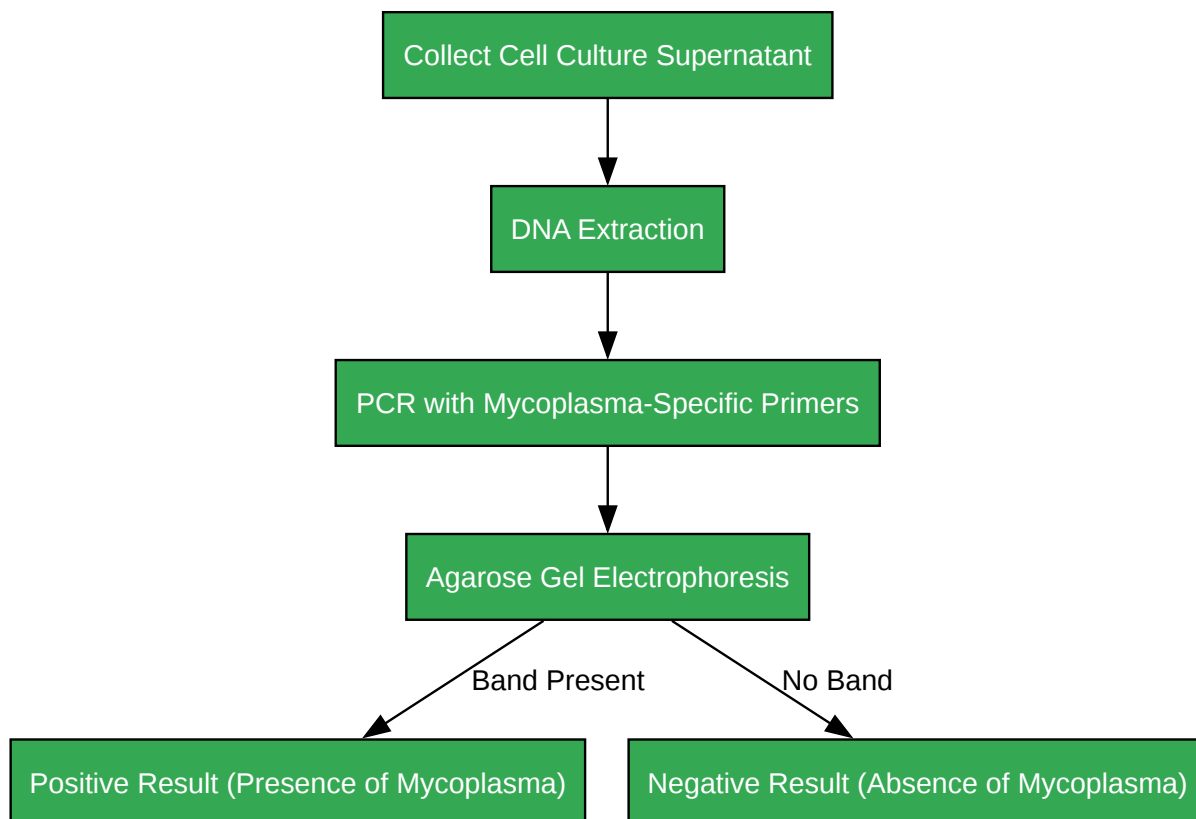 Collect Cell Culture Supernatant
DNA Extraction
PCR with Mycoplasma-Specific Primers
Agarose Gel Electrophoresis
Band Present
No Band
Positive Result (Presence of Mycoplasma)
Negative Result (Absence of Mycoplasma)